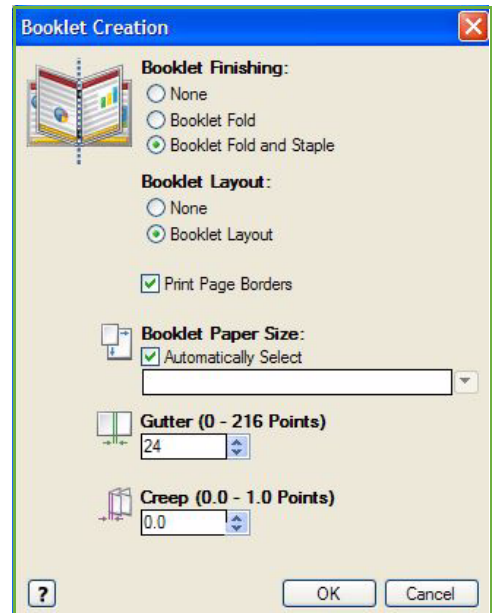 Booklet Creation
Booklet Finishing:
None
Booklet Fold
Booklet Fold and Staple
Booklet Layout:
None
Booklet Layout
Print Page Borders
Booklet Paper Size:
Automatically Select
Gutter (0 - 216 Points)
24
Creep (0.0 - 1.0 Points)
0.0
? OK Cancel